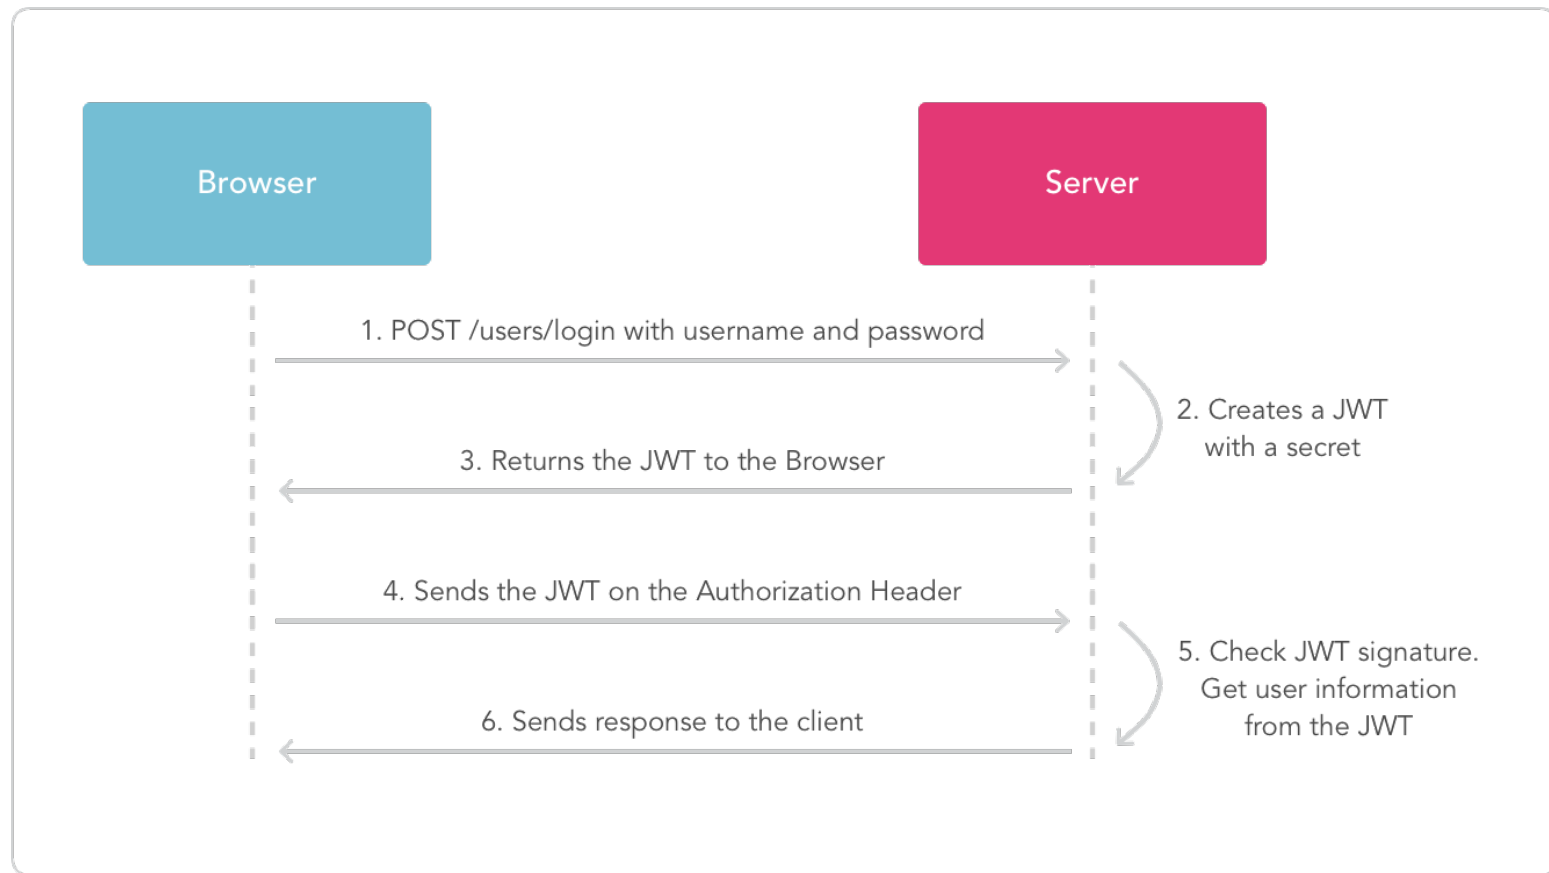 Browser
Server
1. POST /users/login with username and password
2. Creates a JWT
with a secret
3. Returns the JWT to the Browser
4. Sends the JWT on the Authorization Header
5. Check JWT signature.
Get user information
from the JWT
6. Sends response to the client